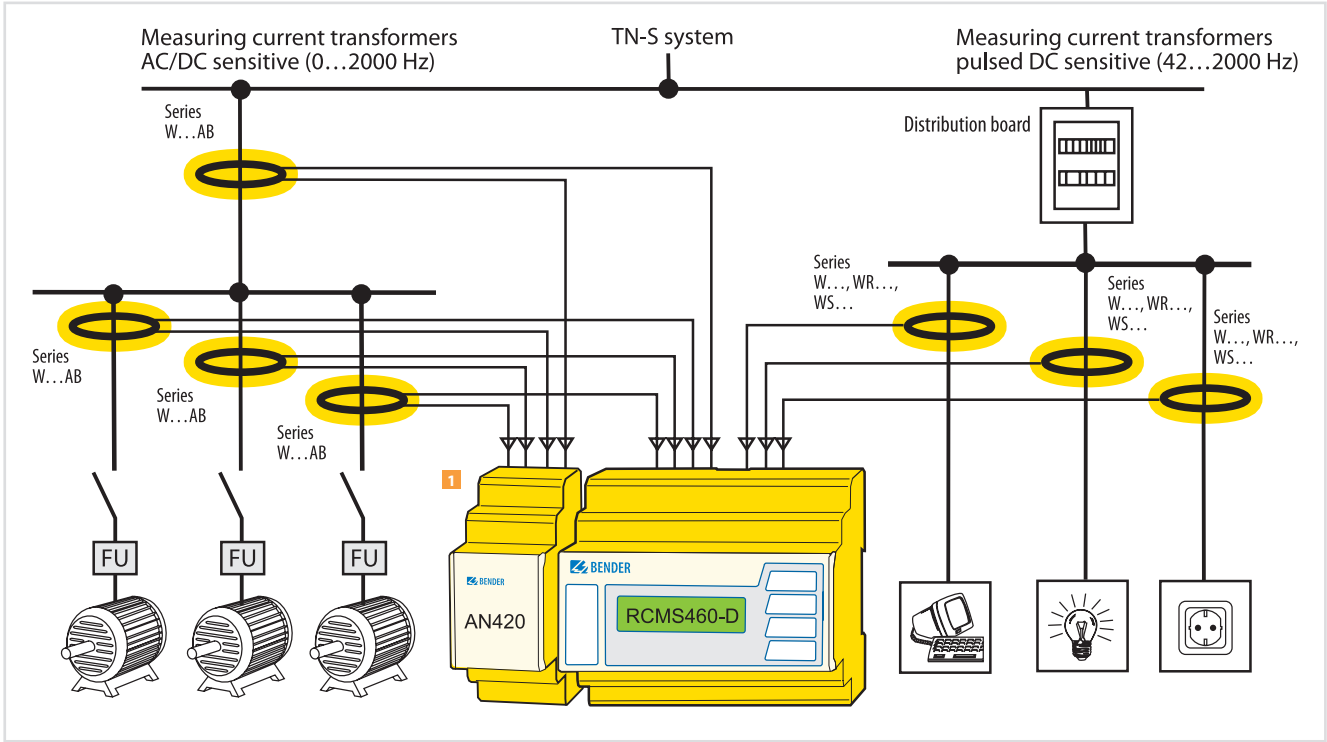 Measuring current transformers
AC/DC sensitive (0…2000 Hz)
TN-S system
Measuring current transformers
pulsed DC sensitive (42…2000 Hz)
Series
W…AB
Distribution board
Series
W…AB
Series
W…AB
Series
W…AB
Series
W…, WR…,
WS…
Series
W…, WR…,
WS…
Series
W…, WR…,
WS…
1
FU
FU
FU
BENDER
AN420
BENDER
RCMS460-D